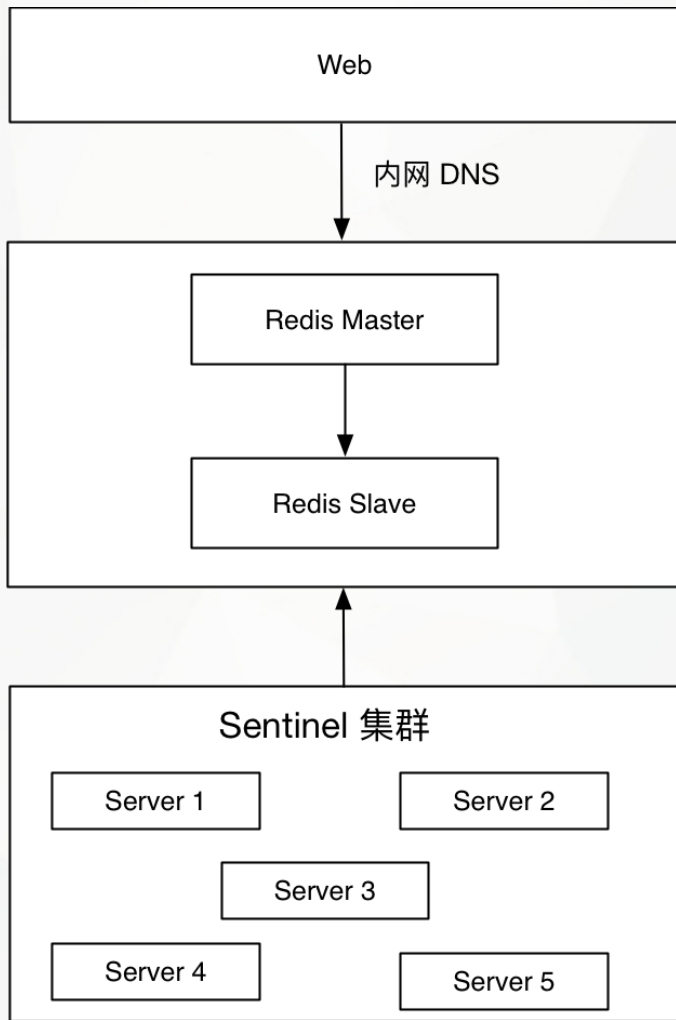 Web
内网 DNS
Redis Master
Redis Slave
Sentinel 集群
Server 1
Server 2
Server 3
Server 4
Server 5